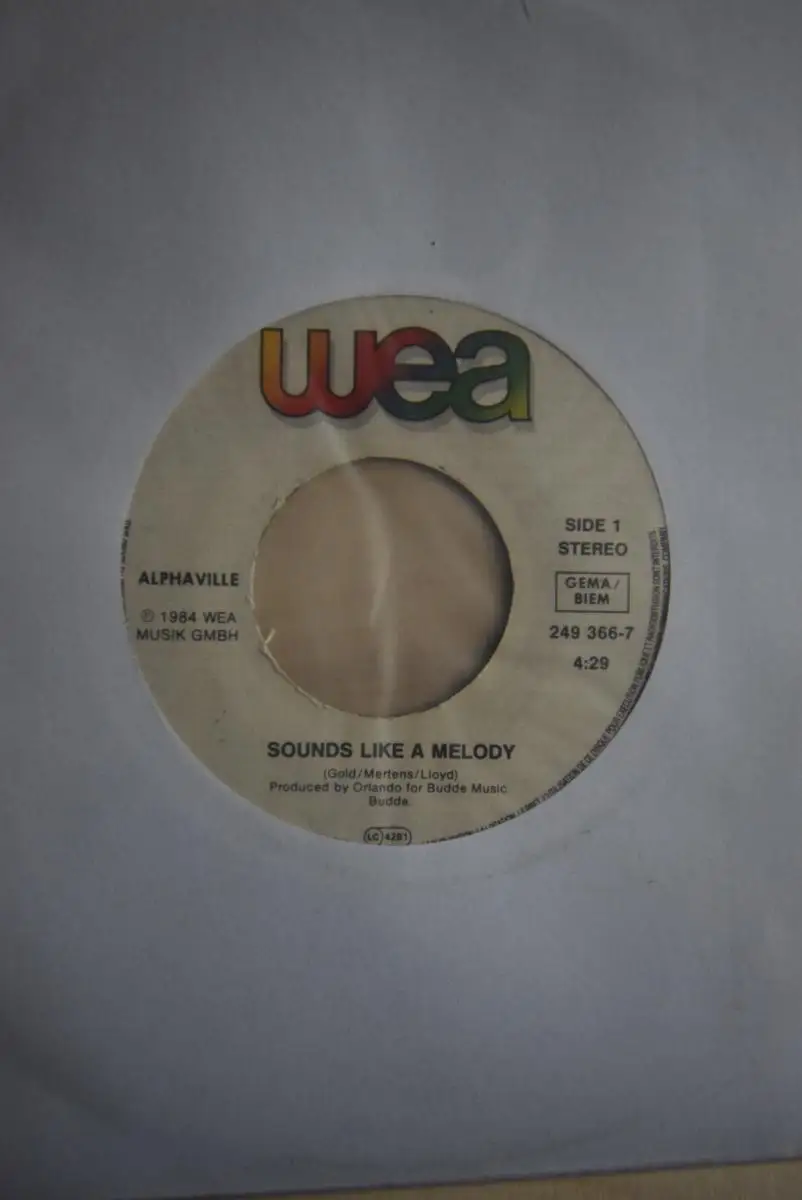 wea
SIDE 1
STEREO
GEMA/
BIEM
249 366-7
4:29
ALPHAVILLE
℗ 1984 WEA
MUSIK GMBH
SOUNDS LIKE A MELODY
(Gold/Mertens/Lloyd)
Produced by Orlando for Budde Music
Budde.
LC 4281